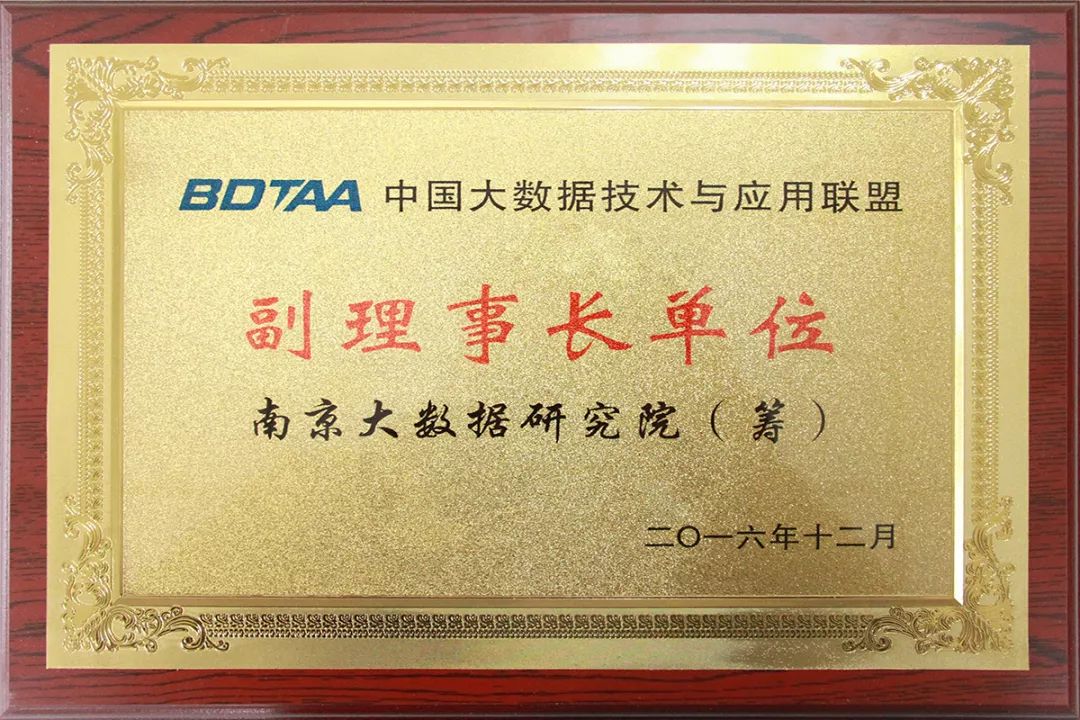 BDTAA 中国大数据技术与应用联盟
副理事长单位
南京大数据研究院（筹）
二〇一六年十二月